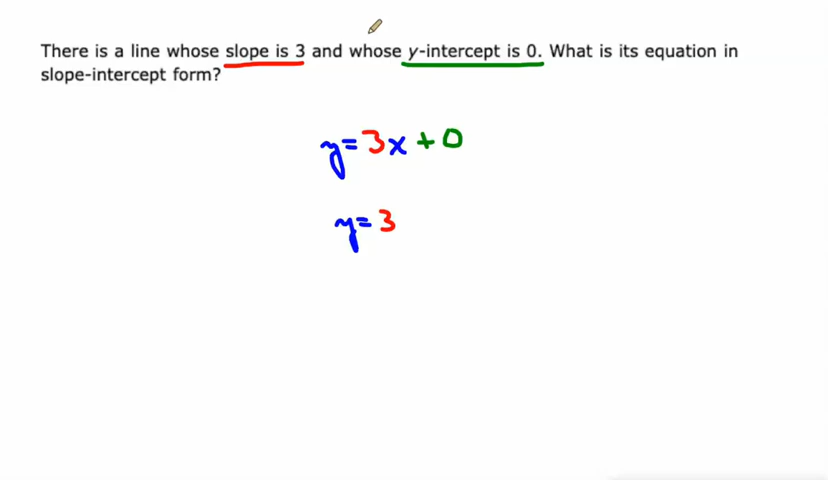 There is a line whose slope is 3 and whose y-intercept is 0. What is its equation in
slope-intercept form?
y = 3x + 0
y = 3